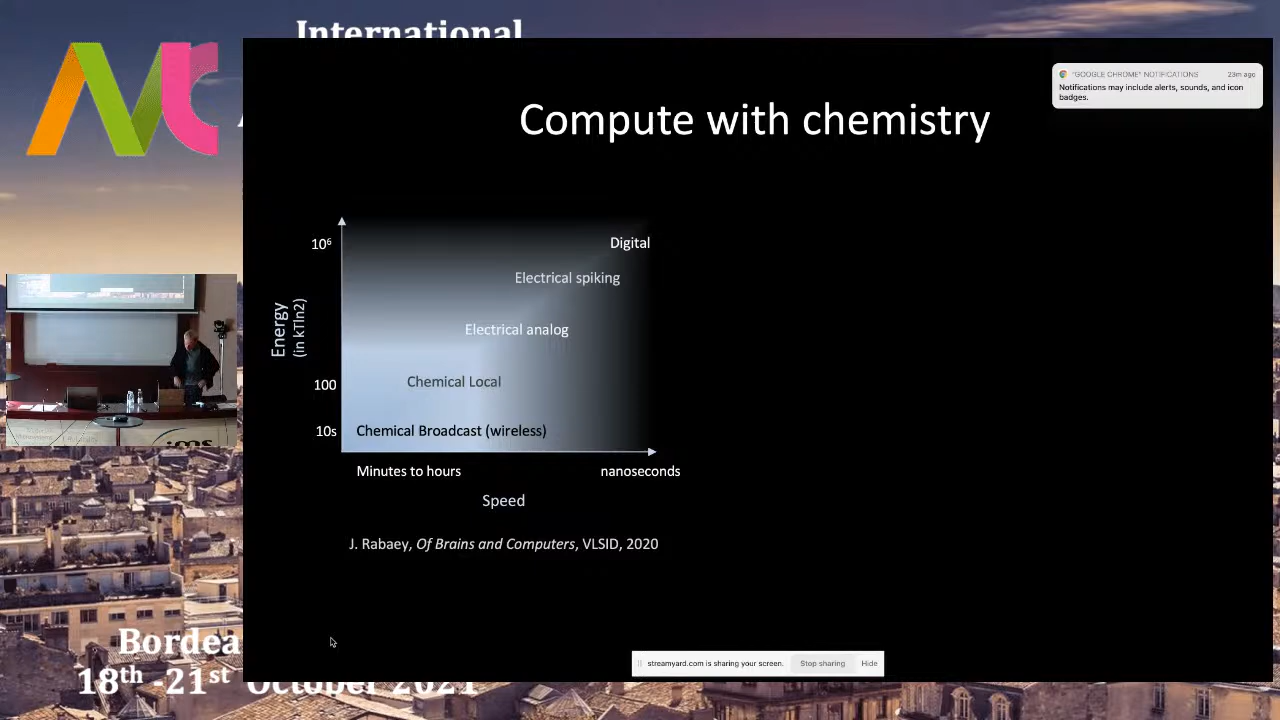 International
"GOOGLE CHROME" NOTIFICATIONS 23m ago
Notifications may include alerts, sounds, and icon
badges.
Compute with chemistry
10⁶
Digital
Electrical spiking
Energy
(in kTln2)
Electrical analog
100
Chemical Local
10s
Chemical Broadcast (wireless)
Minutes to hours
nanoseconds
Speed
J. Rabaey, Of Brains and Computers, VLSID, 2020
ims
Bordea
streamyard.com is sharing your screen. Stop sharing Hide
18th -21st October 2021